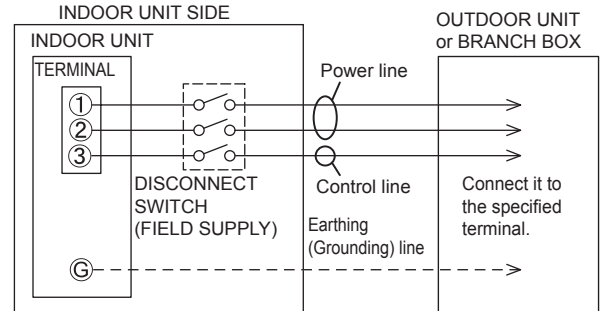 INDOOR UNIT SIDE
INDOOR UNIT
TERMINAL
1
2
3
G
DISCONNECT
SWITCH
(FIELD SUPPLY)
Power line
Control line
Earthing
(Grounding) line
OUTDOOR UNIT
or BRANCH BOX
Connect it to
the specified
terminal.